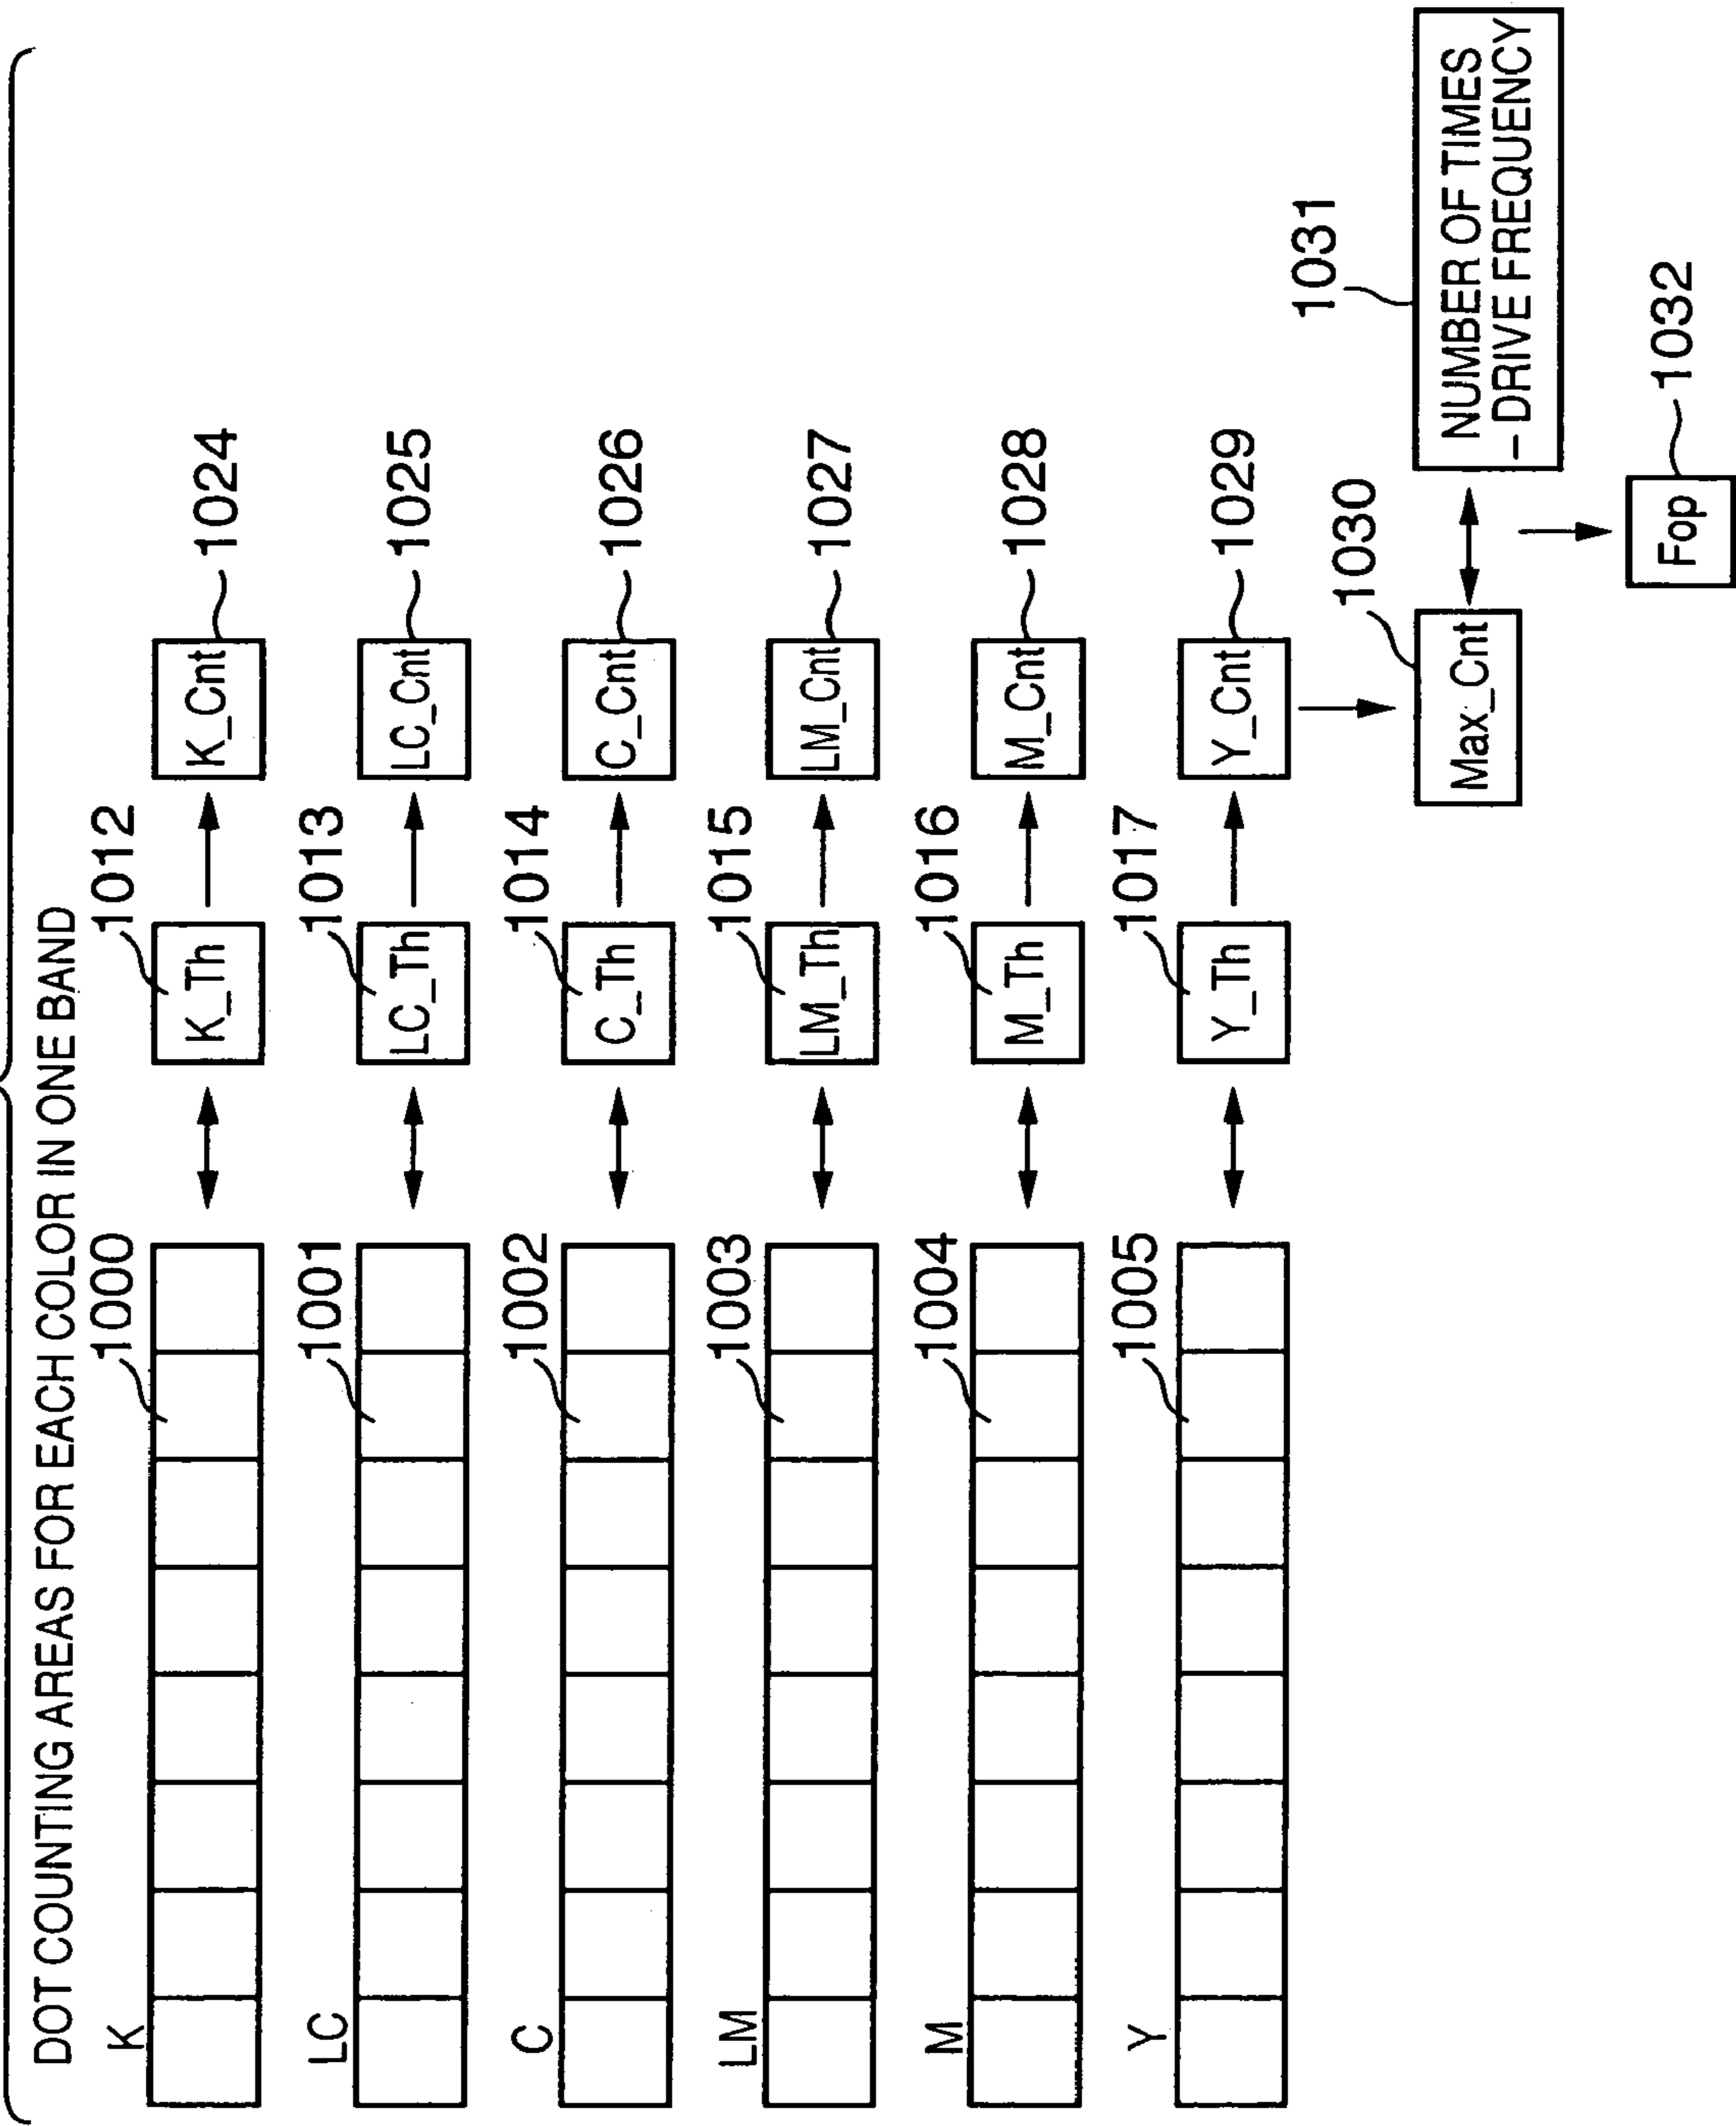 DOT COUNTING AREAS FOR EACH COLOR IN ONE BAND
K
1000
1012
K_Th
K_Cnt
1024
LC
1001
1013
LC_Th
LC_Cnt
1025
C
1002
1014
C_Th
C_Cnt
1026
LM
1003
1015
LM_Th
LM_Cnt
1027
M
1004
1016
M_Th
M_Cnt
1028
Y
1005
1017
Y_Th
Y_Cnt
1029
1030
Max_Cnt
1031
NUMBER OF TIMES
– DRIVE FREQUENCY
Fop
1032